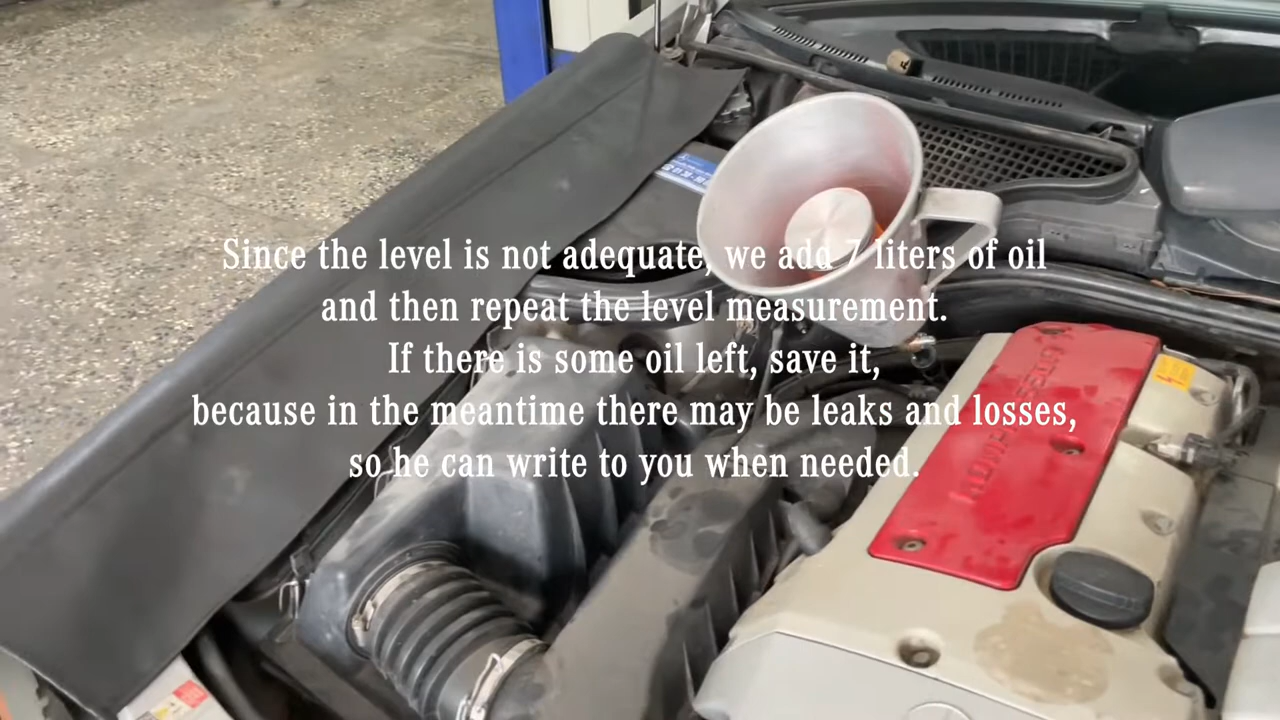 Since the level is not adequate, we add 7 liters of oil
and then repeat the level measurement.
If there is some oil left, save it,
because in the meantime there may be leaks and losses,
so he can write to you when needed.
KOMPRESSOR